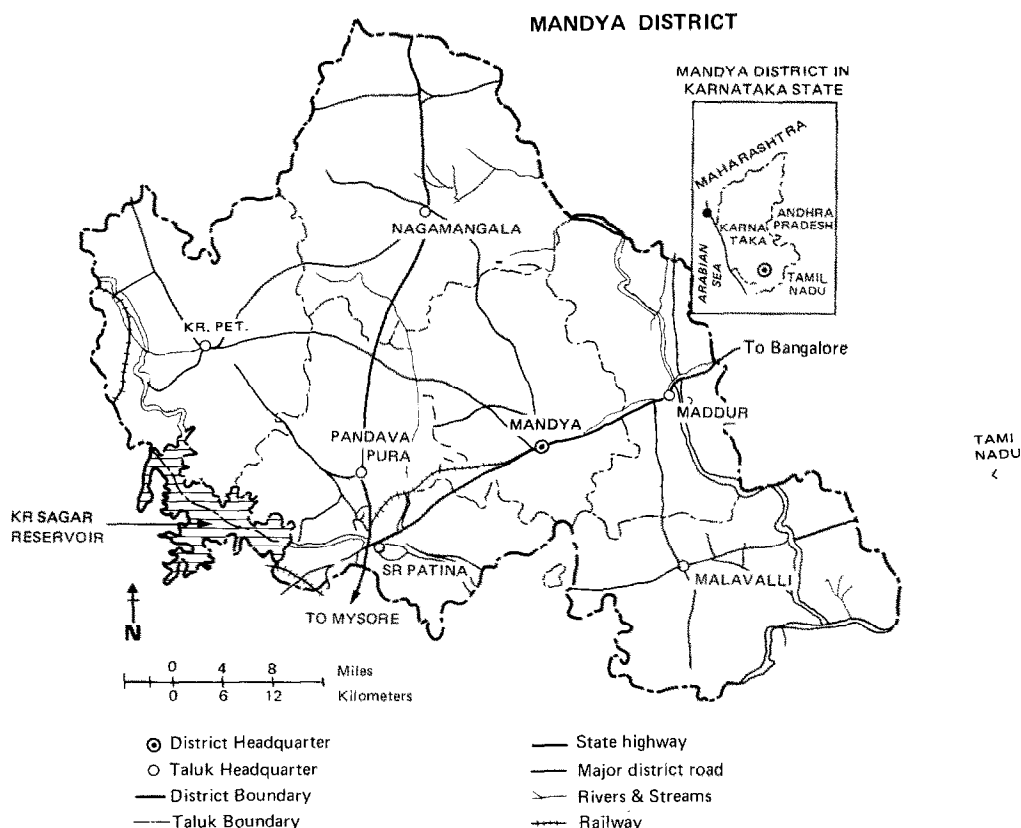 MANDYA DISTRICT
MANDYA DISTRICT IN
KARNATAKA STATE
MAHARASHTRA
KARNA
TAKA
ANDHRA
PRADESH
ARABIAN
SEA
TAMIL
NADU
NAGAMANGALA
KR. PET.
To Bangalore
MADDUR
MANDYA
PANDAVA
PURA
TAMI
NADU
KR SAGAR
RESERVOIR
SR PATINA
MALAVALLI
TO MYSORE
N
0 4 8 Miles
0 6 12 Kilometers
District Headquarter
Taluk Headquarter
District Boundary
Taluk Boundary
State highway
Major district road
Rivers & Streams
Railway